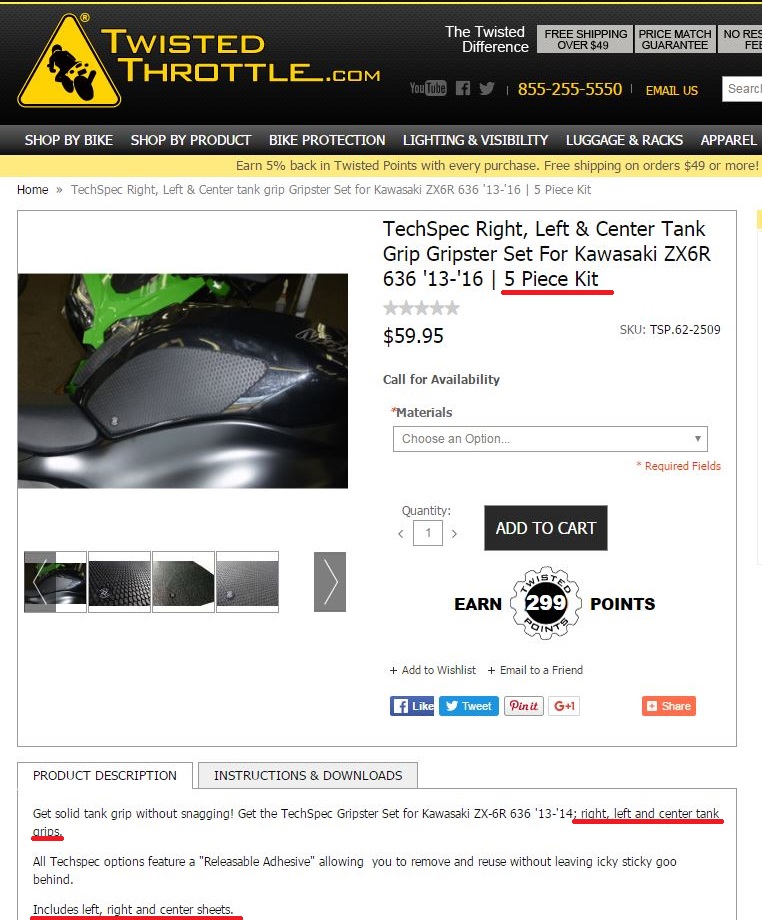 TWISTED
THROTTLE.COM
®
The Twisted
Difference
FREE SHIPPING
OVER $49
PRICE MATCH
GUARANTEE
NO RES
FEE
YouTube
855-255-5550
EMAIL US
Searc
SHOP BY BIKE SHOP BY PRODUCT BIKE PROTECTION LIGHTING & VISIBILITY LUGGAGE & RACKS APPAREL
Earn 5% back in Twisted Points with every purchase. Free shipping on orders $49 or more!
Home » TechSpec Right, Left & Center tank grip Gripster Set for Kawasaki ZX6R 636 '13-'16 | 5 Piece Kit
TechSpec Right, Left & Center Tank
Grip Gripster Set For Kawasaki ZX6R
636 '13-'16 | 5 Piece Kit
$59.95
SKU: TSP.62-2509
Call for Availability
*Materials
Choose an Option...
* Required Fields
Quantity:
< 1 >
ADD TO CART
EARN
TWISTED
299
POINTS
POINTS
+ Add to Wishlist + Email to a Friend
Like
Tweet
Pin it
G+1
Share
PRODUCT DESCRIPTION
INSTRUCTIONS & DOWNLOADS
Get solid tank grip without snagging! Get the TechSpec Gripster Set for Kawasaki ZX-6R 636 '13-'14; right, left and center tank
grips.
All Techspec options feature a "Releasable Adhesive" allowing you to remove and reuse without leaving icky sticky goo
behind.
Includes left, right and center sheets.